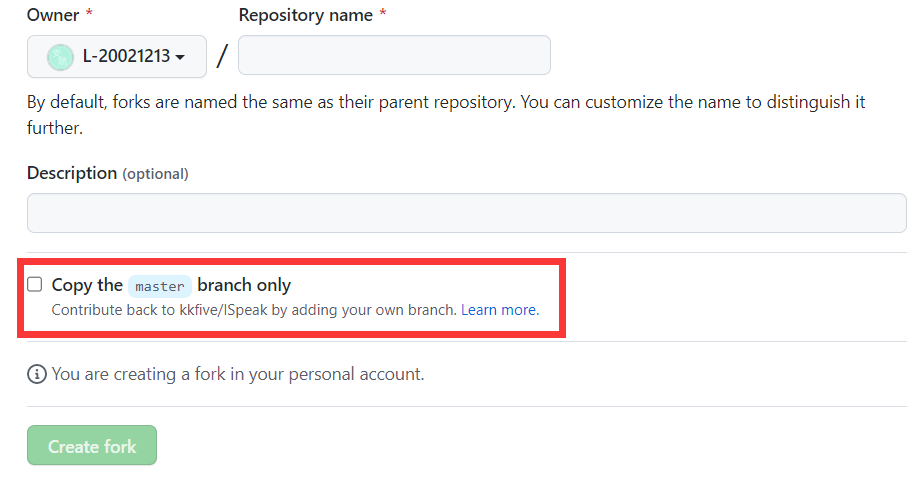 Owner * Repository name *
L-20021213 /
By default, forks are named the same as their parent repository. You can customize the name to distinguish it
further.
Description (optional)
Copy the master branch only
Contribute back to kkfive/ISpeak by adding your own branch. Learn more.
You are creating a fork in your personal account.
Create fork